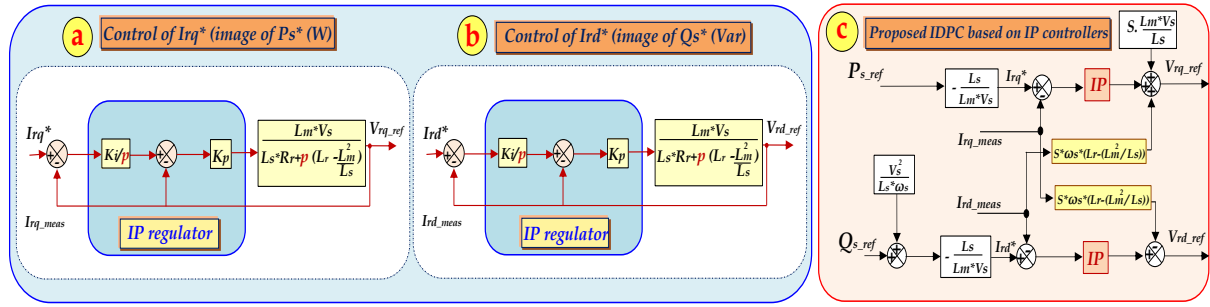 a
Control of Irq* (image of Ps* (W)
Irq*
Ki/p
Kp
Lm*Vs
Ls*Rr+p (Lr -Lm²/Ls)
Vrq_ref
Irq_meas
IP regulator
b
Control of Ird* (image of Qs* (Var)
Ird*
Ki/p
Kp
Lm*Vs
Ls*Rr+p (Lr -Lm²/Ls)
Vrd_ref
Ird_meas
IP regulator
c
Proposed IDPC based on IP controllers
S. Lm*Vs
Ls
Ps_ref
- Ls
Lm*Vs
Irq*
IP
Vrq_ref
Irq_meas
S*ωs*(Lr-(Lm²/Ls))
Vs²
Ls*ωs
Ird_meas
S*ωs*(Lr-(Lm²/Ls))
Qs_ref
- Ls
Lm*Vs
Ird*
IP
Vrd_ref